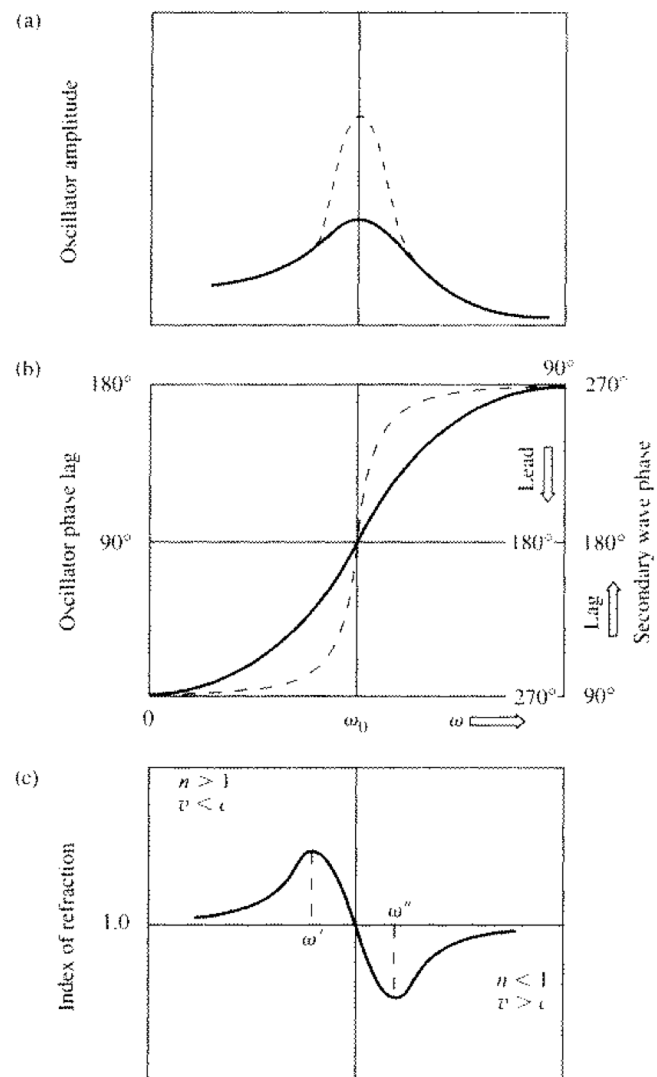 (a)
Oscillator amplitude
(b)
90°
180°
270°
Oscillator phase lag
Lead
Secondary wave phase
90°
180°
180°
Lag
270°
90°
0
ω₀
ω
(c)
n > 1
v < c
Index of refraction
1.0
ω′
ω″
n < 1
v > c